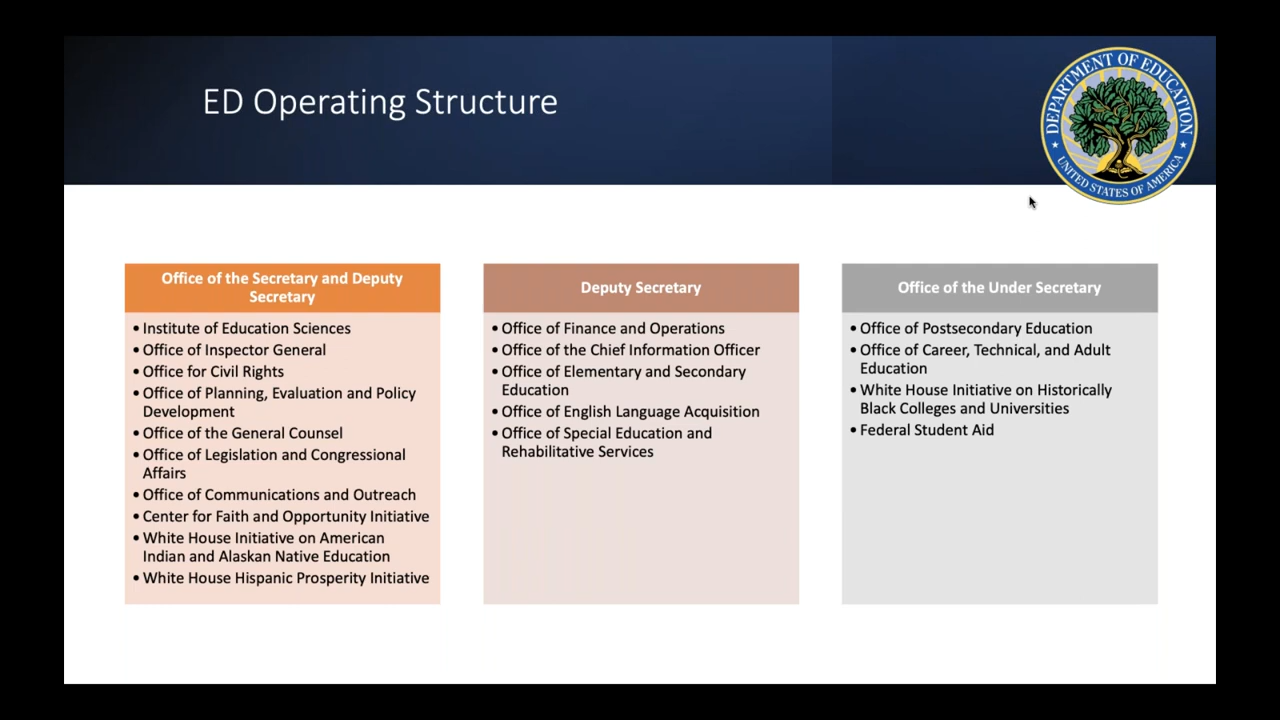 ED Operating Structure
DEPARTMENT OF EDUCATION
UNITED STATES OF AMERICA
Office of the Secretary and Deputy
Secretary
• Institute of Education Sciences
• Office of Inspector General
• Office for Civil Rights
• Office of Planning, Evaluation and Policy
Development
• Office of the General Counsel
• Office of Legislation and Congressional
Affairs
• Office of Communications and Outreach
• Center for Faith and Opportunity Initiative
• White House Initiative on American
Indian and Alaskan Native Education
• White House Hispanic Prosperity Initiative
Deputy Secretary
• Office of Finance and Operations
• Office of the Chief Information Officer
• Office of Elementary and Secondary
Education
• Office of English Language Acquisition
• Office of Special Education and
Rehabilitative Services
Office of the Under Secretary
• Office of Postsecondary Education
• Office of Career, Technical, and Adult
Education
• White House Initiative on Historically
Black Colleges and Universities
• Federal Student Aid